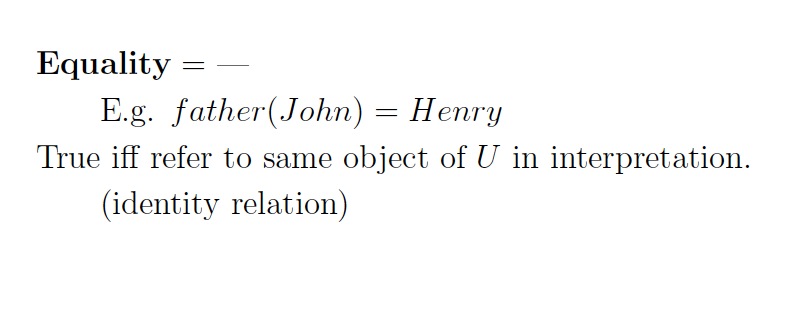 Equality = —
E.g. father(John) = Henry
True iff refer to same object of U in interpretation.
(identity relation)